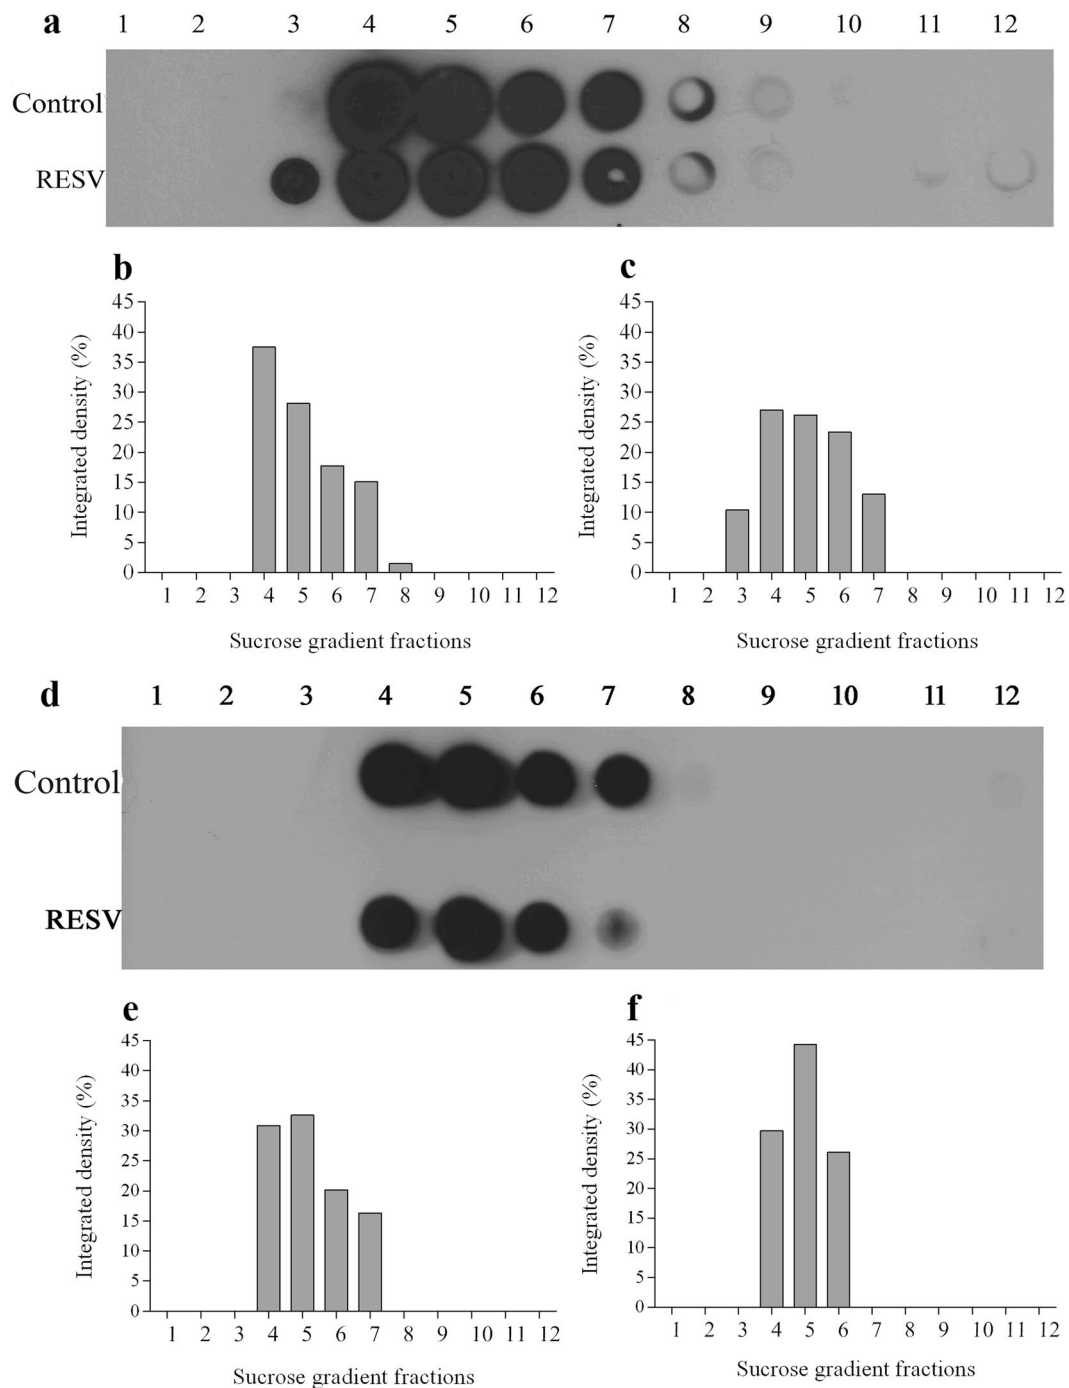 a 1 2 3 4 5 6 7 8 9 10 11 12
Control
RESV
b
45
40
35
30
25
20
15
10
5
0
Integrated density (%)
1 2 3 4 5 6 7 8 9 10 11 12
Sucrose gradient fractions
c
45
40
35
30
25
20
15
10
5
0
Integrated density (%)
1 2 3 4 5 6 7 8 9 10 11 12
Sucrose gradient fractions
d 1 2 3 4 5 6 7 8 9 10 11 12
Control
RESV
e
45
40
35
30
25
20
15
10
5
0
Integrated density (%)
1 2 3 4 5 6 7 8 9 10 11 12
Sucrose gradient fractions
f
45
40
35
30
25
20
15
10
5
0
Integrated density (%)
1 2 3 4 5 6 7 8 9 10 11 12
Sucrose gradient fractions